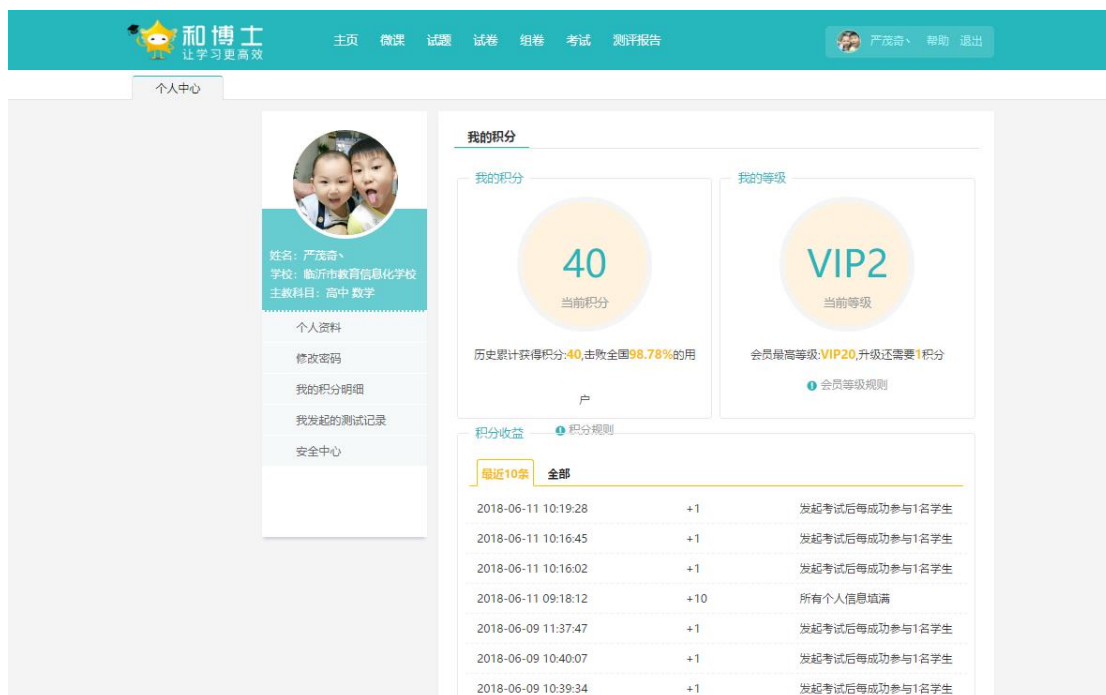 和博士
让学习更高效
主页 微课 试题 试卷 组卷 考试 测评报告
严茂奇丶 帮助 退出
个人中心
姓名：严茂奇丶
学校：临沂市教育信息化学校
主教科目：高中 数学
个人资料
修改密码
我的积分明细
我发起的测试记录
安全中心
我的积分
我的积分
40
当前积分
历史累计获得积分:40,击败全国98.78%的用
户
积分规则
我的等级
VIP2
当前等级
会员最高等级:VIP20,升级还需要1积分
会员等级规则
积分收益
最近10条 全部
2018-06-11 10:19:28 +1 发起考试后每成功参与1名学生
2018-06-11 10:16:45 +1 发起考试后每成功参与1名学生
2018-06-11 10:16:02 +1 发起考试后每成功参与1名学生
2018-06-11 09:18:12 +10 所有个人信息填满
2018-06-09 11:37:47 +1 发起考试后每成功参与1名学生
2018-06-09 10:40:07 +1 发起考试后每成功参与1名学生
2018-06-09 10:39:34 +1 发起考试后每成功参与1名学生